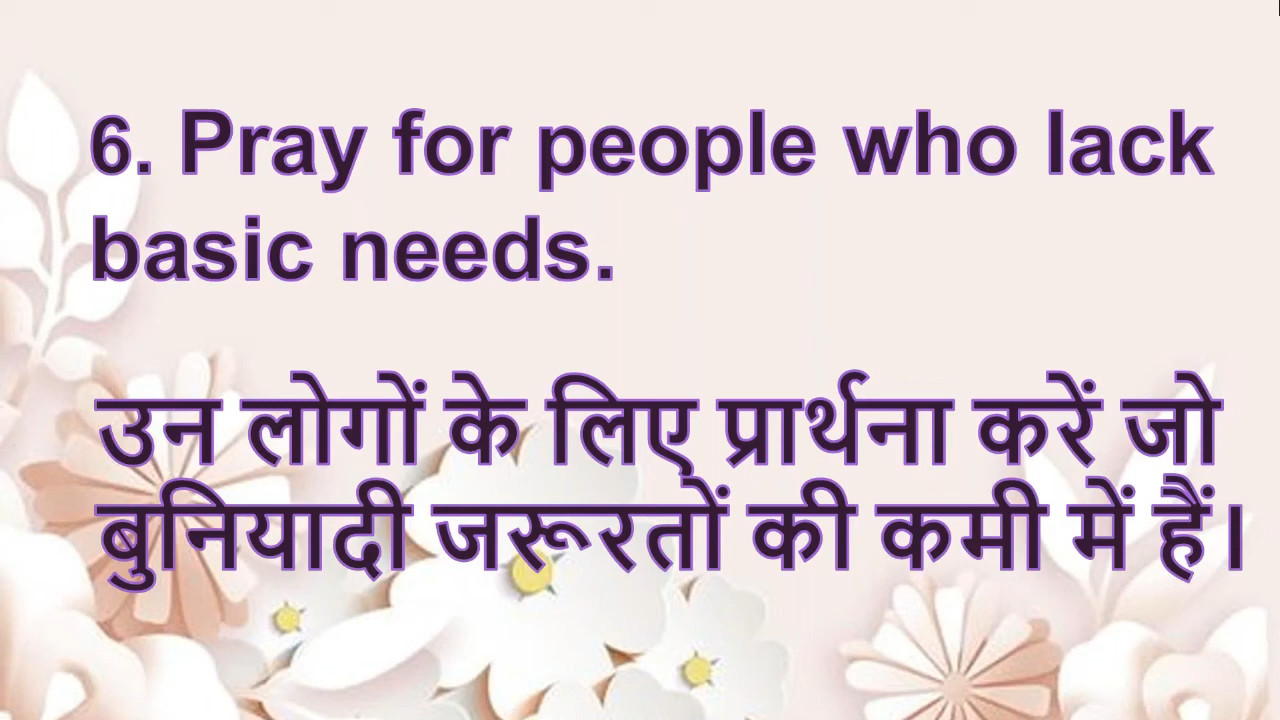 6. Pray for people who lack
basic needs.
उन लोगों के लिए प्रार्थना करें जो
बुनियादी जरूरतों की कमी में हैं।